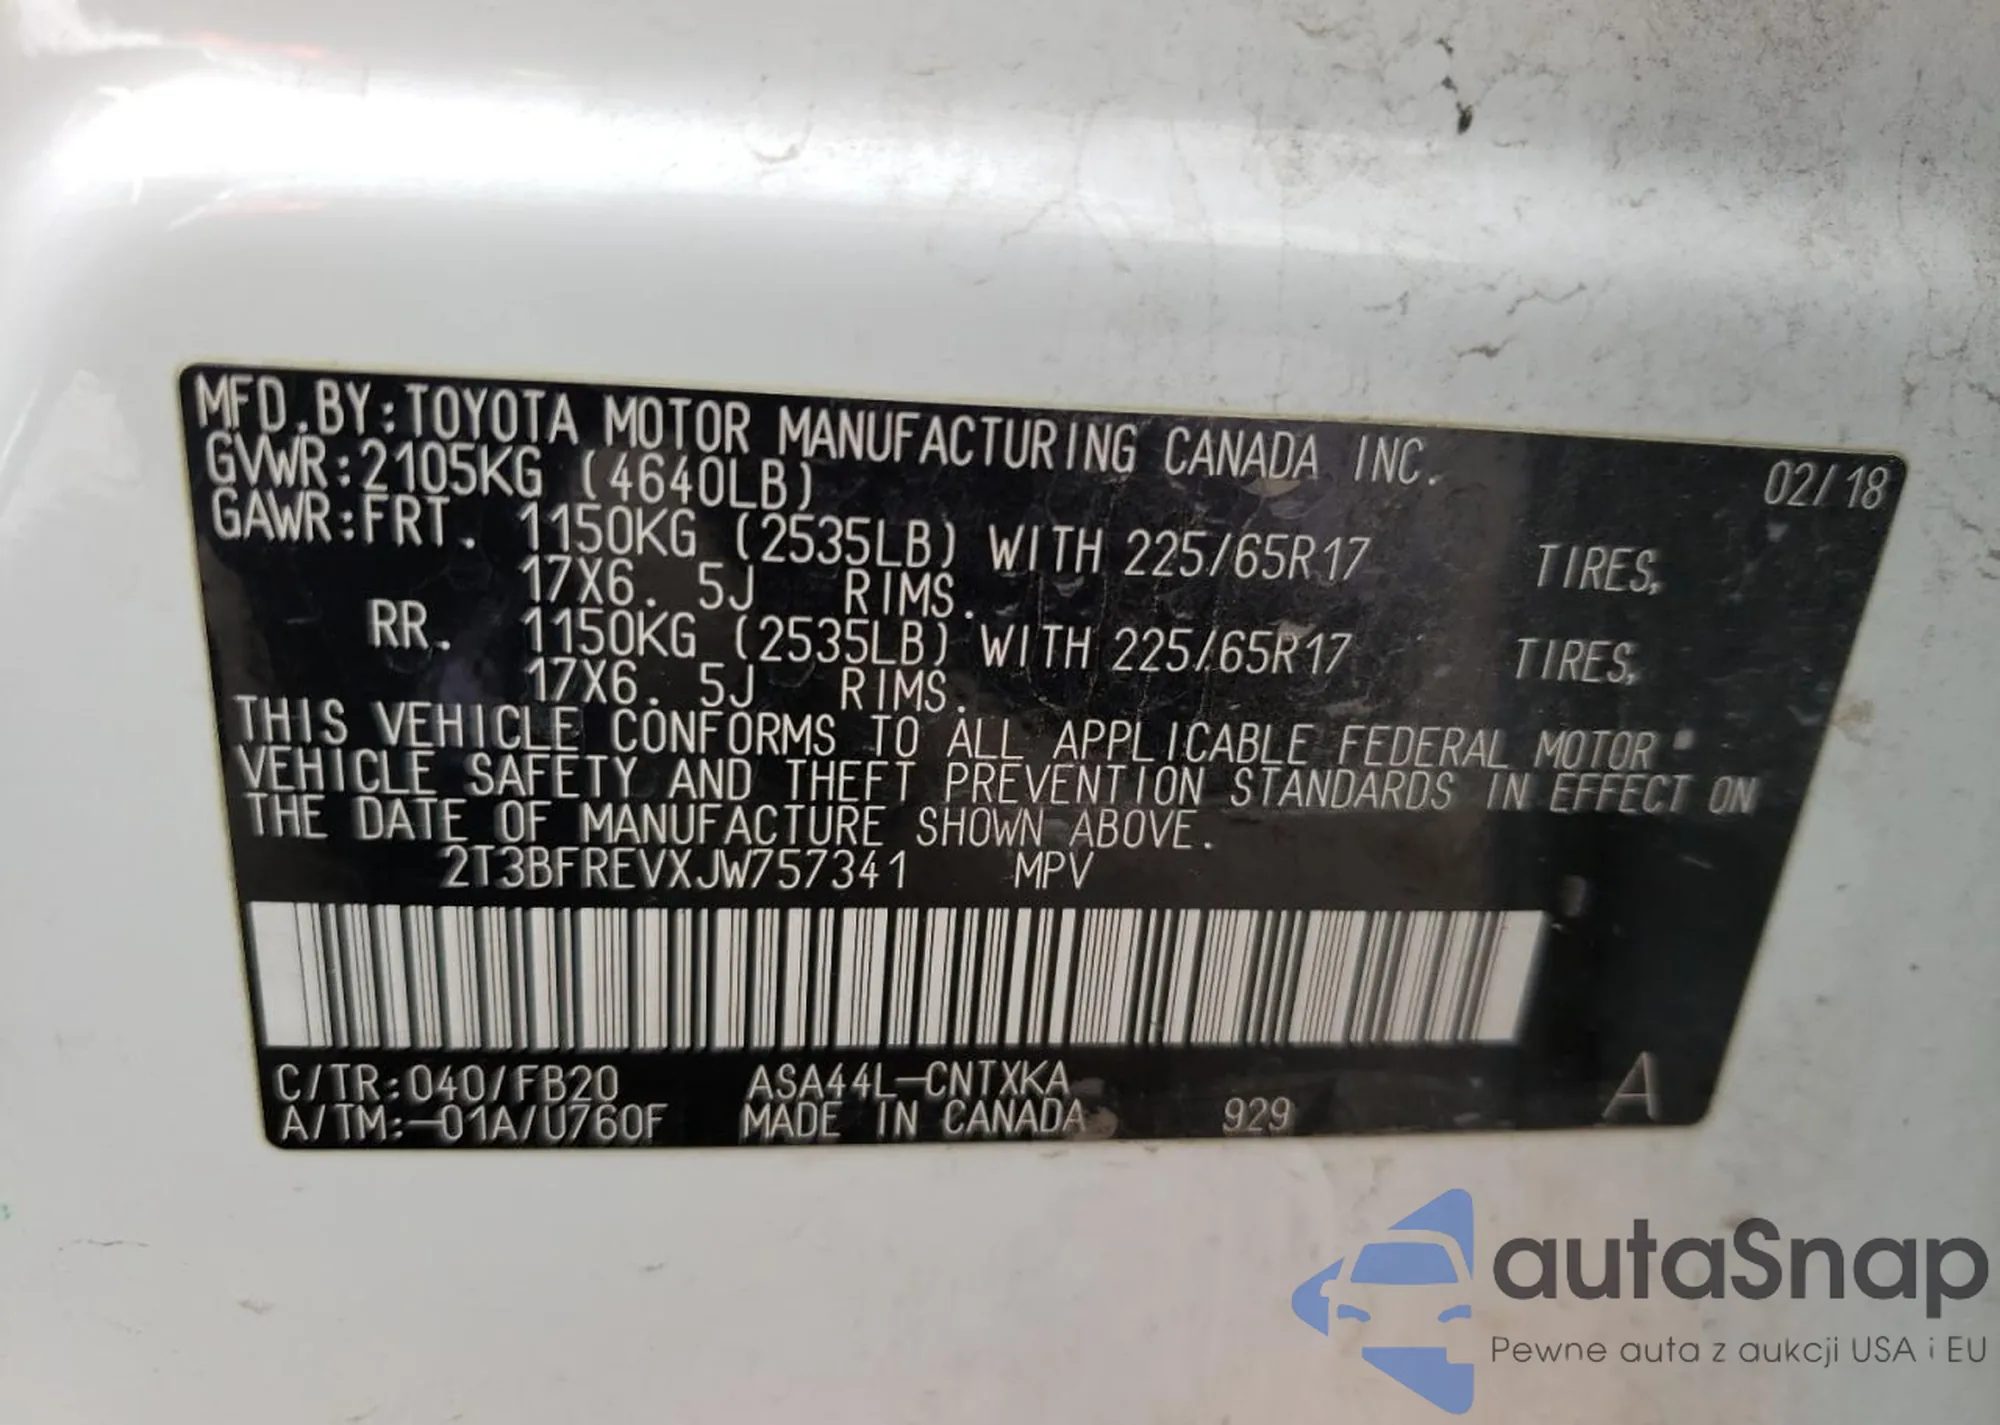 MFD.BY:TOYOTA MOTOR MANUFACTURING CANADA INC. 02/18
GVWR:2105KG (4640LB)
GAWR:FRT. 1150KG (2535LB) WITH 225/65R17 TIRES,
17X6.5J RIMS.
RR. 1150KG (2535LB) WITH 225/65R17 TIRES,
17X6.5J RIMS.
THIS VEHICLE CONFORMS TO ALL APPLICABLE FEDERAL MOTOR
VEHICLE SAFETY AND THEFT PREVENTION STANDARDS IN EFFECT ON
THE DATE OF MANUFACTURE SHOWN ABOVE.
2T3BFREVXJW757341 MPV
C/TR:040/FB20 ASA44L-CNTXKA
A/TM:-01A/U760F MADE IN CANADA 929 A
autaSnap
Pewne auta z aukcji USA i EU